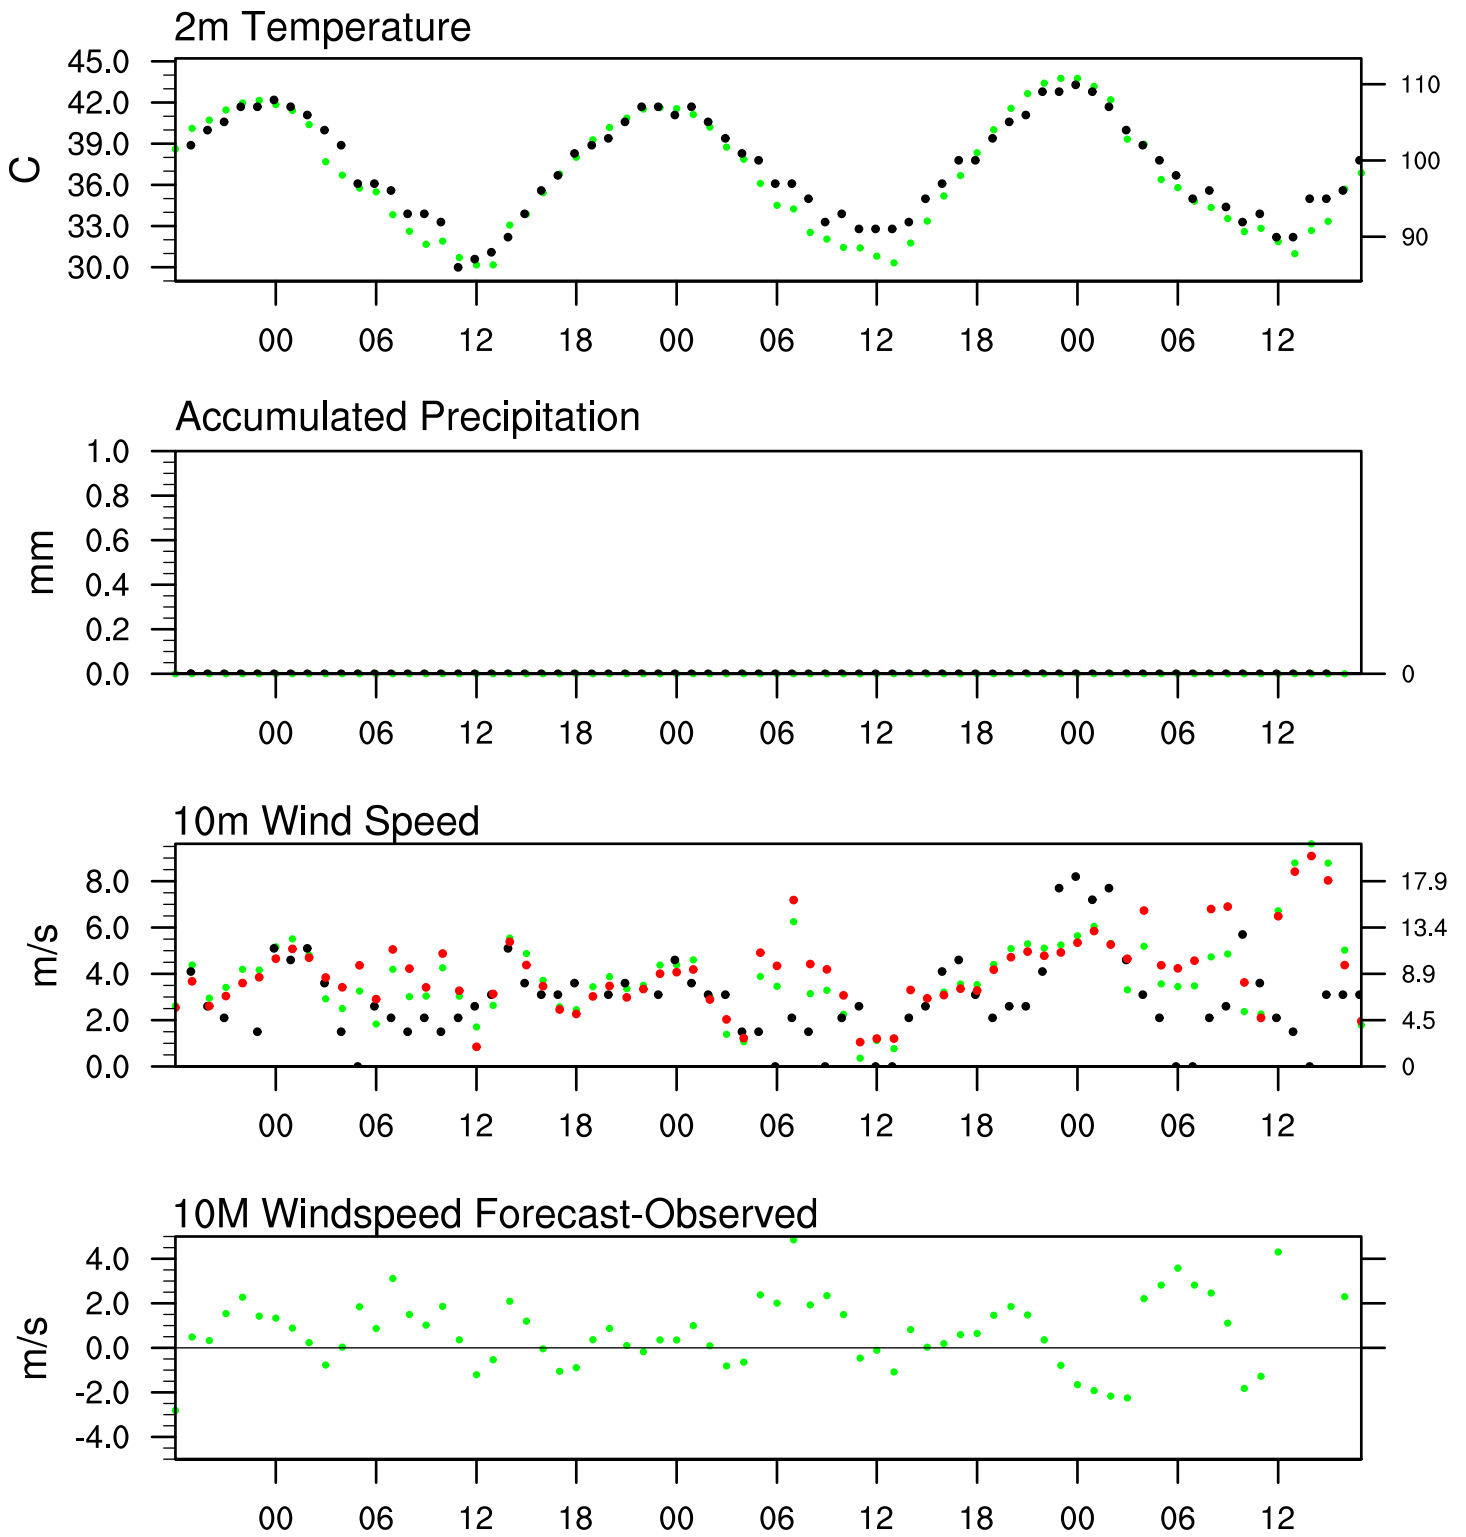 2m Temperature
45.0
42.0
39.0
36.0
33.0
30.0
C
110
100
90
00 06 12 18 00 06 12 18 00 06 12
Accumulated Precipitation
1.0
0.8
0.6
0.4
0.2
0.0
mm
0
00 06 12 18 00 06 12 18 00 06 12
10m Wind Speed
8.0
6.0
4.0
2.0
0.0
m/s
17.9
13.4
8.9
4.5
0
00 06 12 18 00 06 12 18 00 06 12
10M Windspeed Forecast-Observed
4.0
2.0
0.0
-2.0
-4.0
m/s
00 06 12 18 00 06 12 18 00 06 12